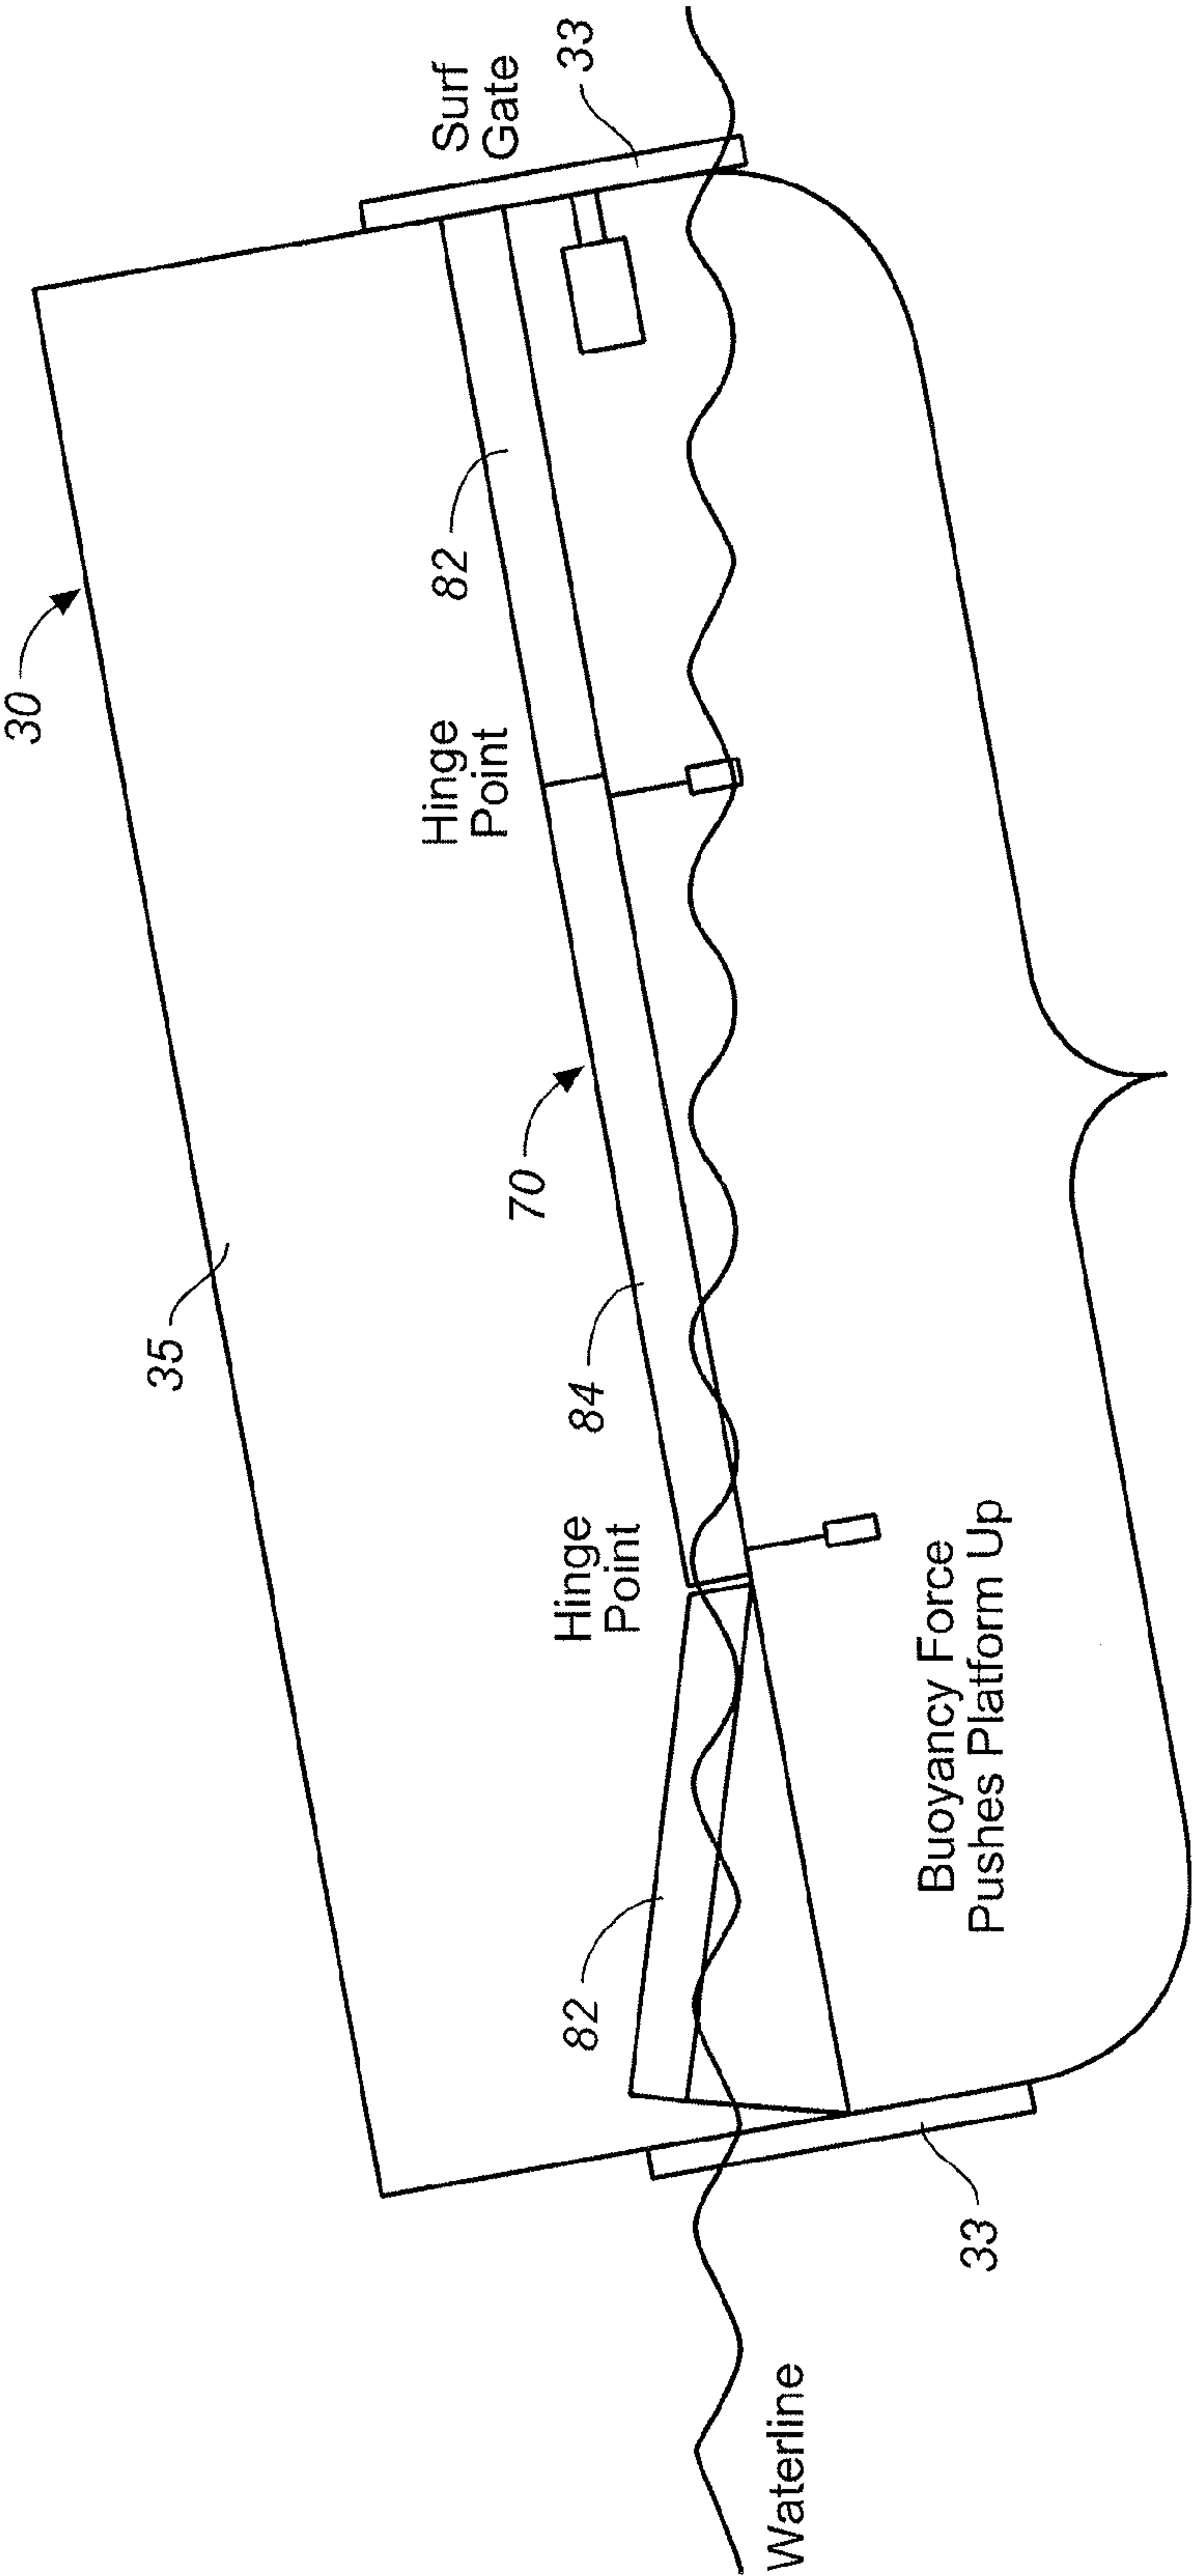 30
Surf
Gate
33
82
Hinge
Point
70
35
84
Hinge
Point
82
Buoyancy Force
Pushes Platform Up
33
Waterline